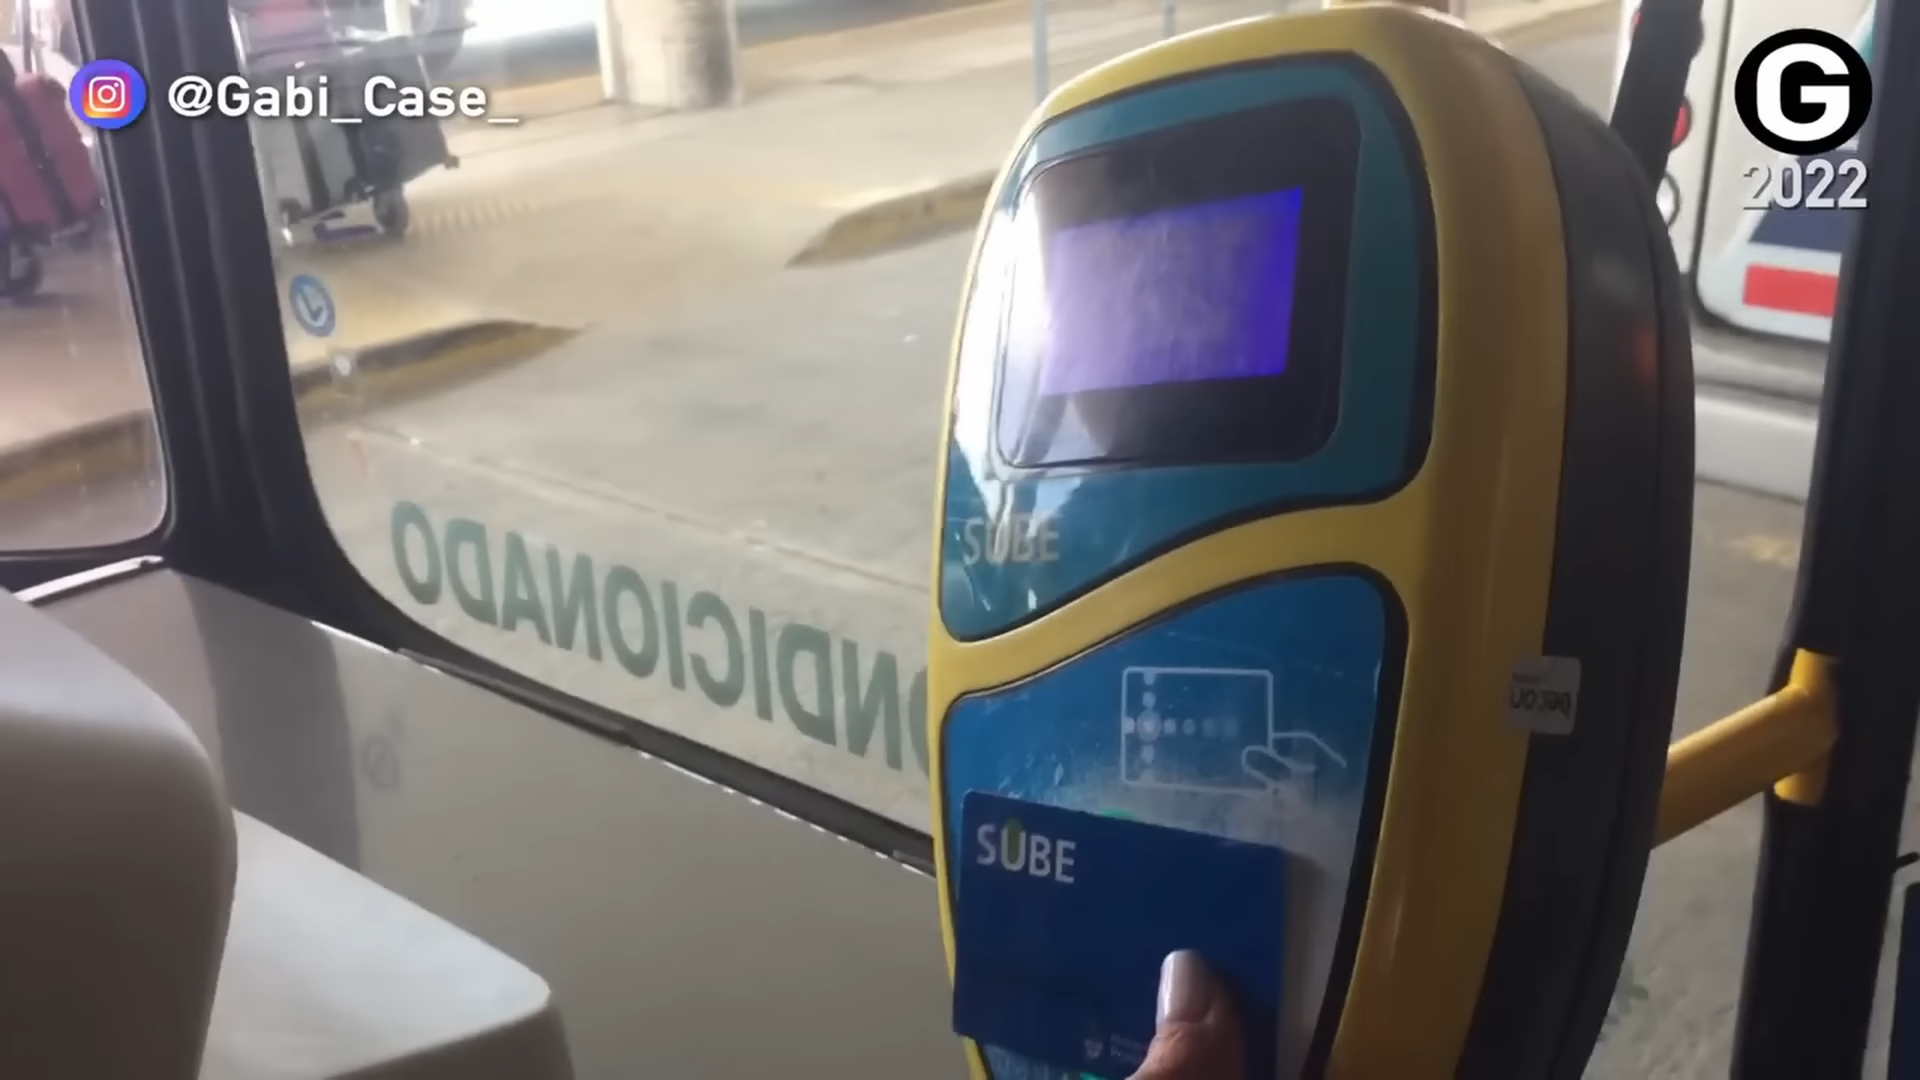 @Gabi_Case_
G
2022
SUBE
NDICIONADO
SUBE